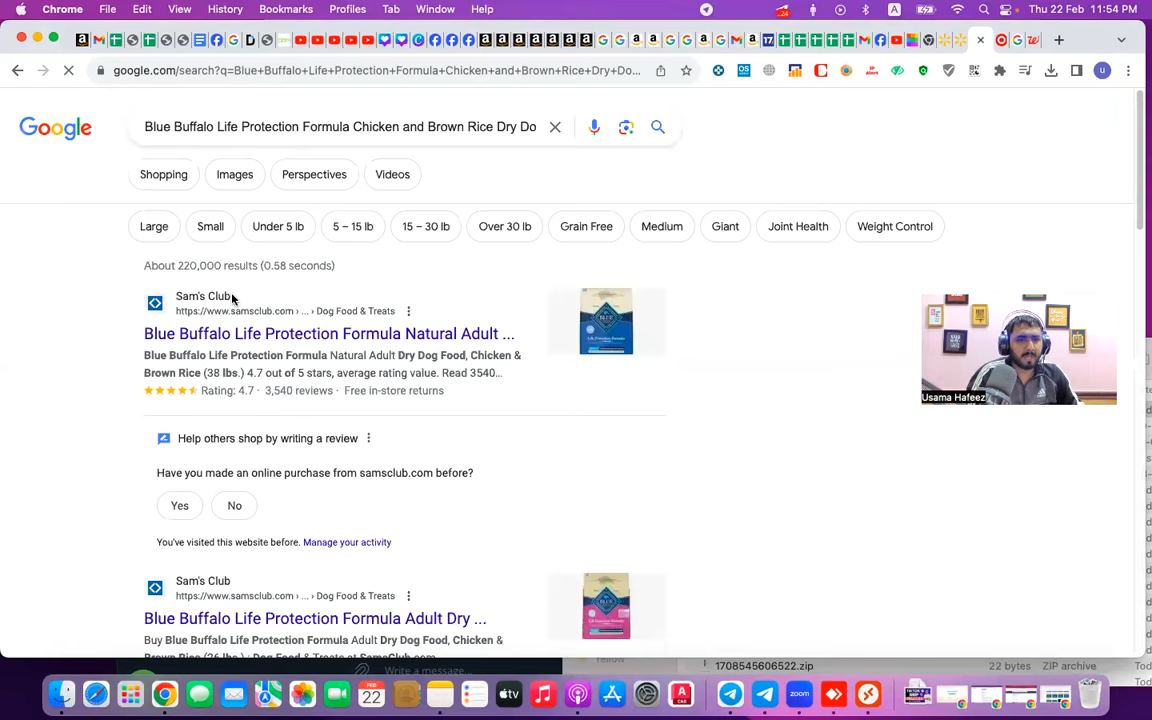 Chrome File Edit View History Bookmarks Profiles Tab Window Help
Thu 22 Feb 11:54 PM
google.com/search?q=Blue+Buffalo+Life+Protection+Formula+Chicken+and+Brown+Rice+Dry+Do...
Google
Blue Buffalo Life Protection Formula Chicken and Brown Rice Dry Do
Shopping Images Perspectives Videos
Large Small Under 5 lb 5 – 15 lb 15 – 30 lb Over 30 lb Grain Free Medium Giant Joint Health Weight Control
About 220,000 results (0.58 seconds)
Sam's Club
https://www.samsclub.com › ... › Dog Food & Treats
Blue Buffalo Life Protection Formula Natural Adult ...
Blue Buffalo Life Protection Formula Natural Adult Dry Dog Food, Chicken &
Brown Rice (38 lbs.) 4.7 out of 5 stars, average rating value. Read 3540...
Rating: 4.7 · 3,540 reviews · Free in-store returns
Usama Hafeez
Help others shop by writing a review
Have you made an online purchase from samsclub.com before?
Yes No
You've visited this website before. Manage your activity
Sam's Club
https://www.samsclub.com › ... › Dog Food & Treats
Blue Buffalo Life Protection Formula Adult Dry ...
Buy Blue Buffalo Life Protection Formula Adult Dry Dog Food, Chicken &
Write a message...
1708545606522.zip 22 bytes ZIP archive
FEB
22
tv
zoom